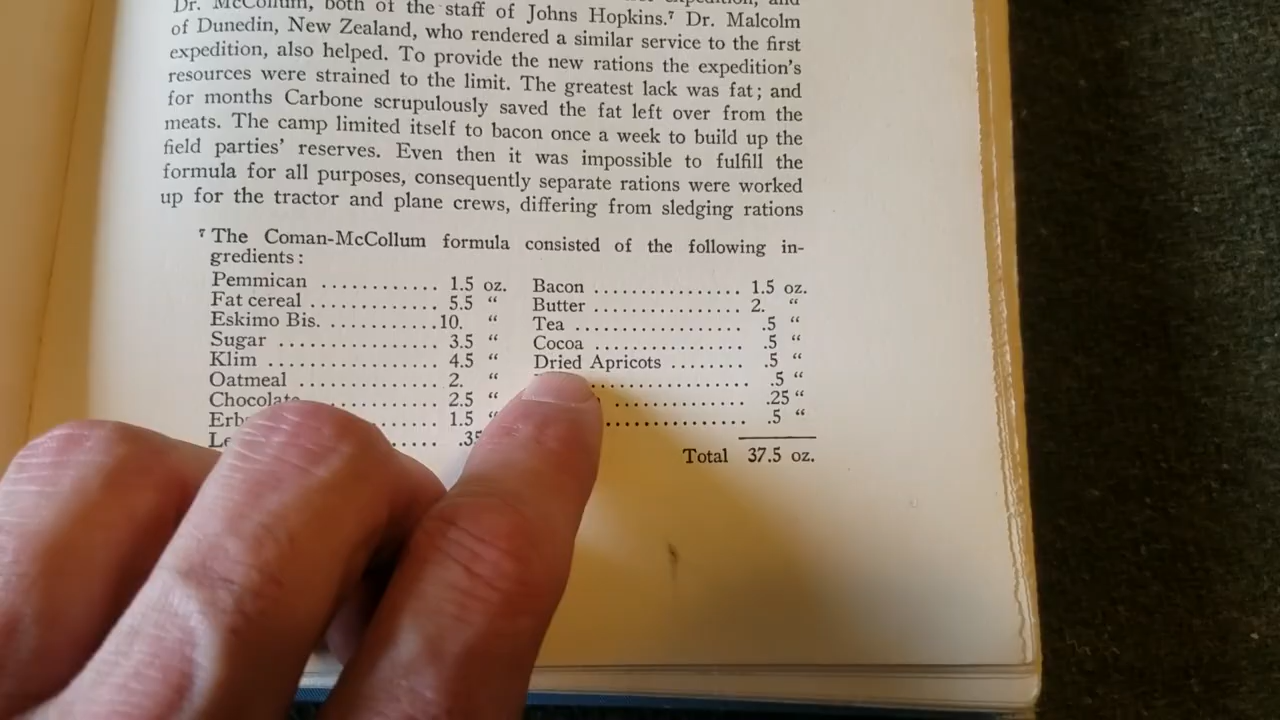 Dr. McCollum, both of the staff of Johns Hopkins.⁷ Dr. Malcolm
of Dunedin, New Zealand, who rendered a similar service to the first
expedition, also helped. To provide the new rations the expedition's
resources were strained to the limit. The greatest lack was fat; and
for months Carbone scrupulously saved the fat left over from the
meats. The camp limited itself to bacon once a week to build up the
field parties' reserves. Even then it was impossible to fulfill the
formula for all purposes, consequently separate rations were worked
up for the tractor and plane crews, differing from sledging rations
⁷ The Coman-McCollum formula consisted of the following in-
gredients:
Pemmican ............ 1.5 oz.
Fat cereal ........... 5.5 “
Eskimo Bis. ...........10. “
Sugar .............. 3.5 “
Klim ............... 4.5 “
Oatmeal ............ 2. “
Chocolate ........... 2.5 “
..... 1.5 “
.....
Bacon ................ 1.5 oz.
Butter ................ 2. “
Tea .................. .5 “
Cocoa ................ .5 “
Dried Apricots ........ .5 “
................ .5 “
.............. .25 “
............... .5 “
Total 37.5 oz.